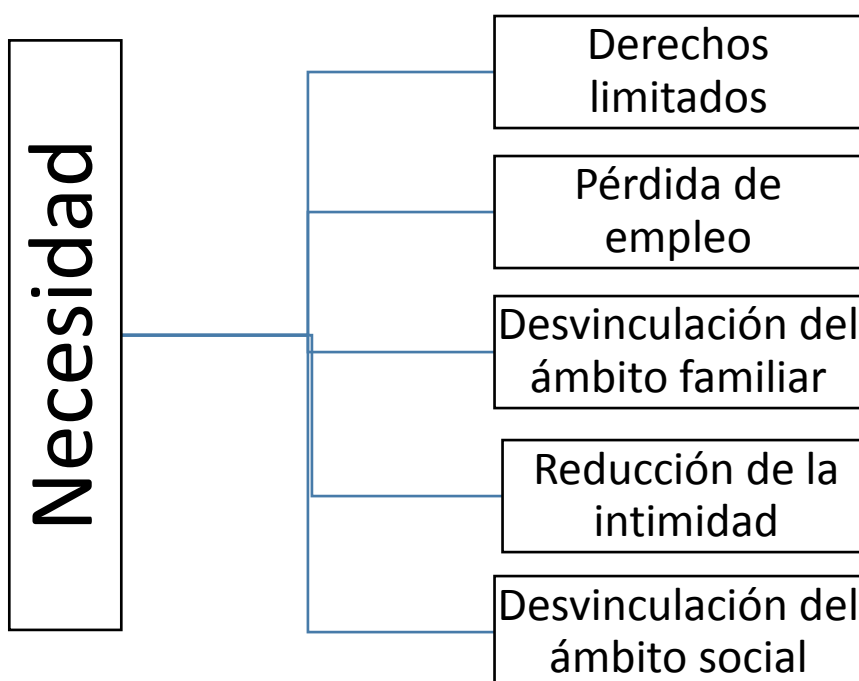 Necesidad
Derechos
limitados
Pérdida de
empleo
Desvinculación del
ámbito familiar
Reducción de la
intimidad
Desvinculación del
ámbito social